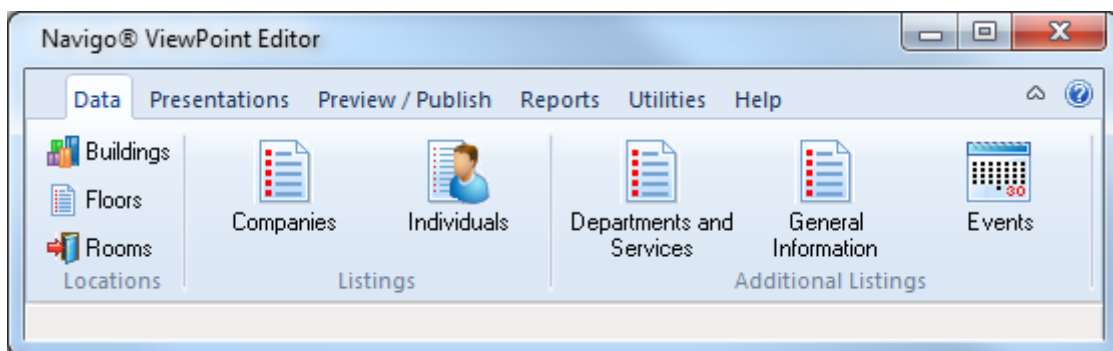 Navigo® ViewPoint Editor
Data Presentations Preview / Publish Reports Utilities Help
Buildings
Floors
Rooms
Locations
Companies
Individuals
Listings
Departments and
Services
General
Information
Events
30
Additional Listings